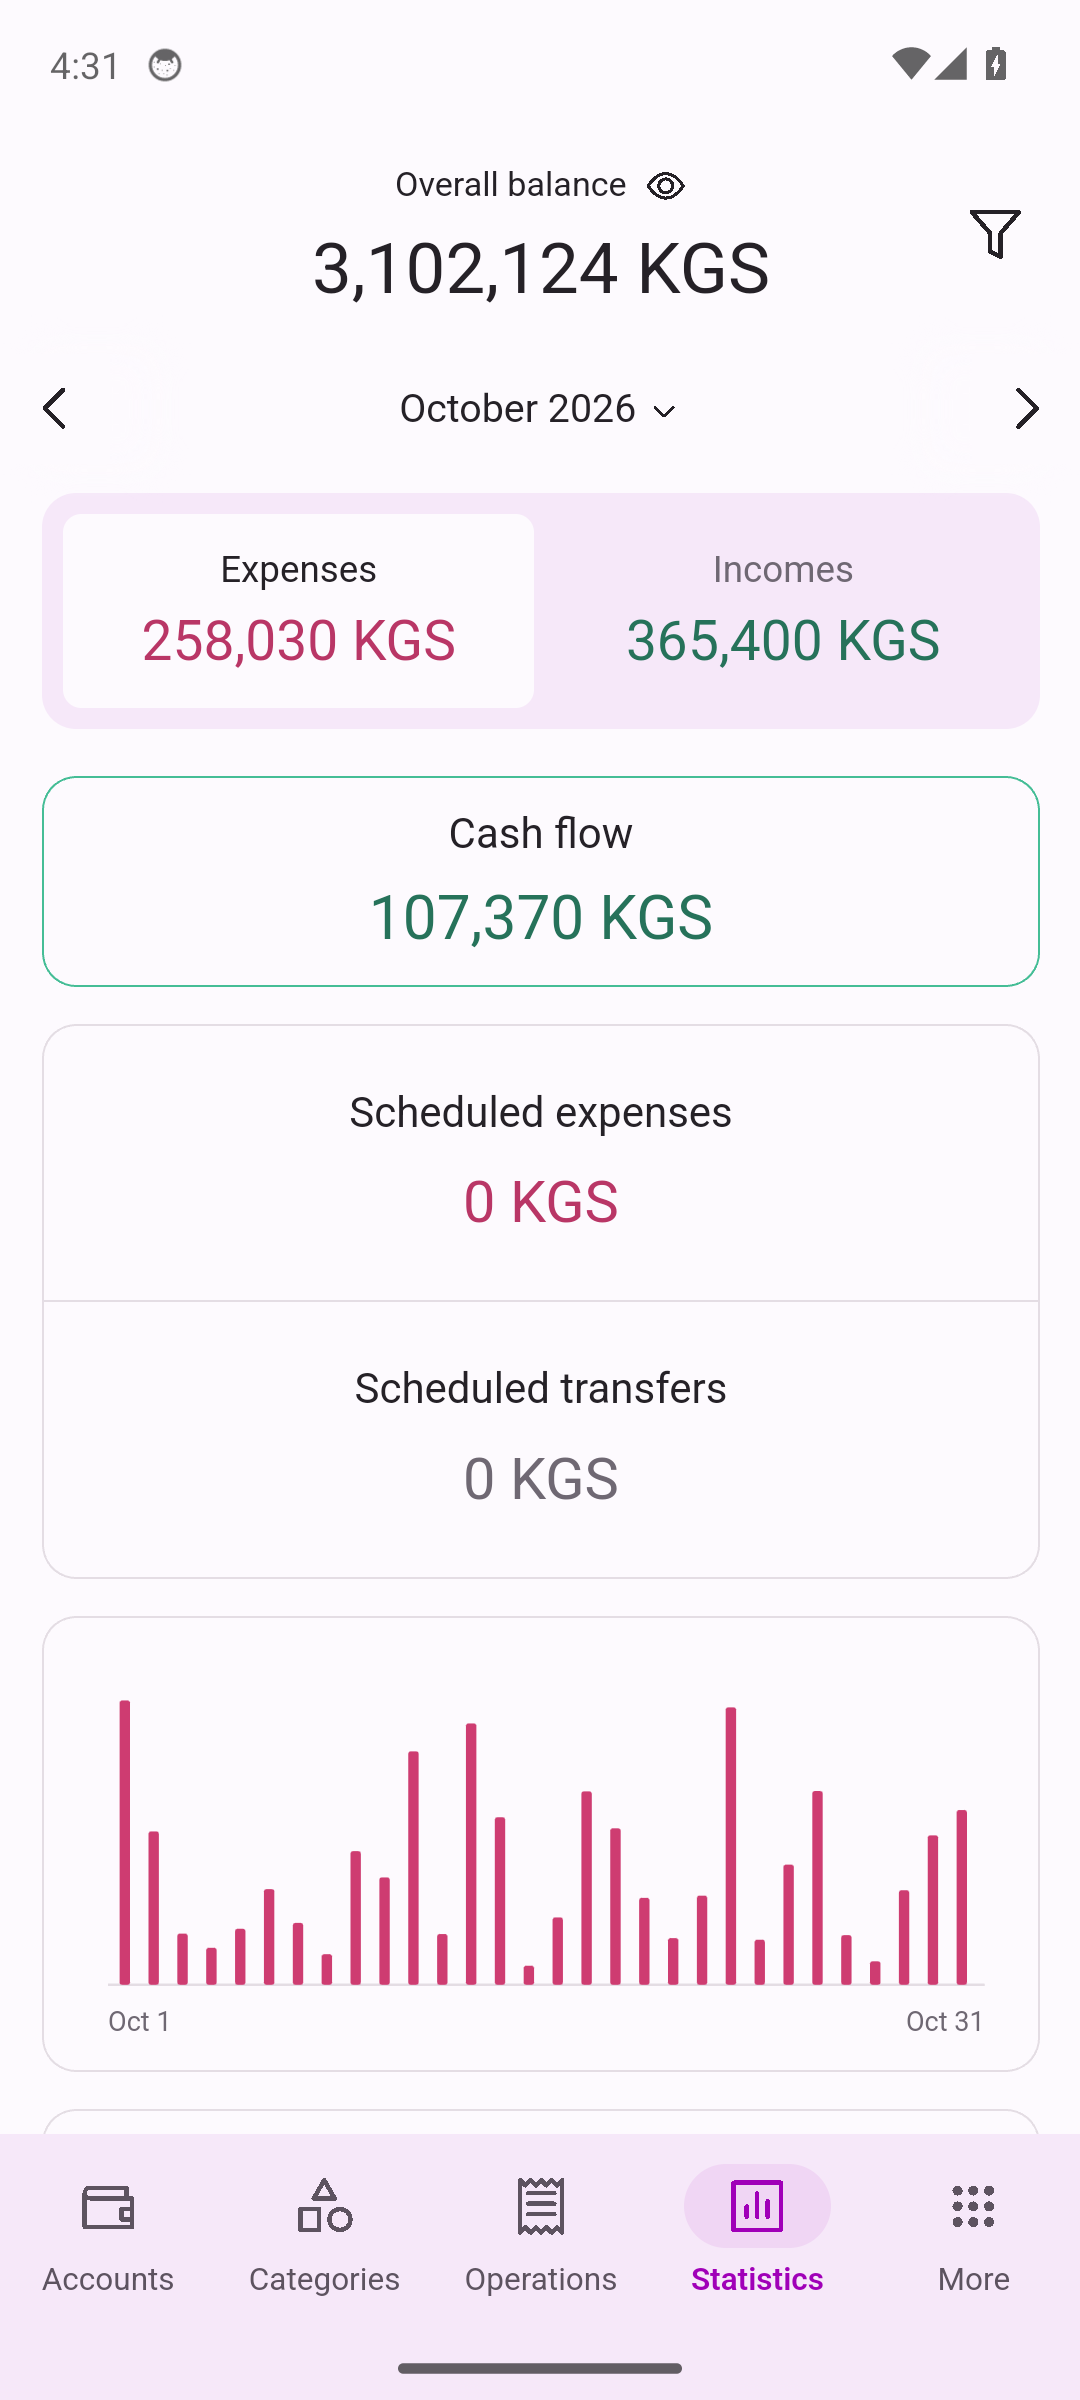 4:31
Overall balance
3,102,124 KGS
October 2026
Expenses
258,030 KGS
Incomes
365,400 KGS
Cash flow
107,370 KGS
Scheduled expenses
0 KGS
Scheduled transfers
0 KGS
Oct 1
Oct 31
Accounts
Categories
Operations
Statistics
More